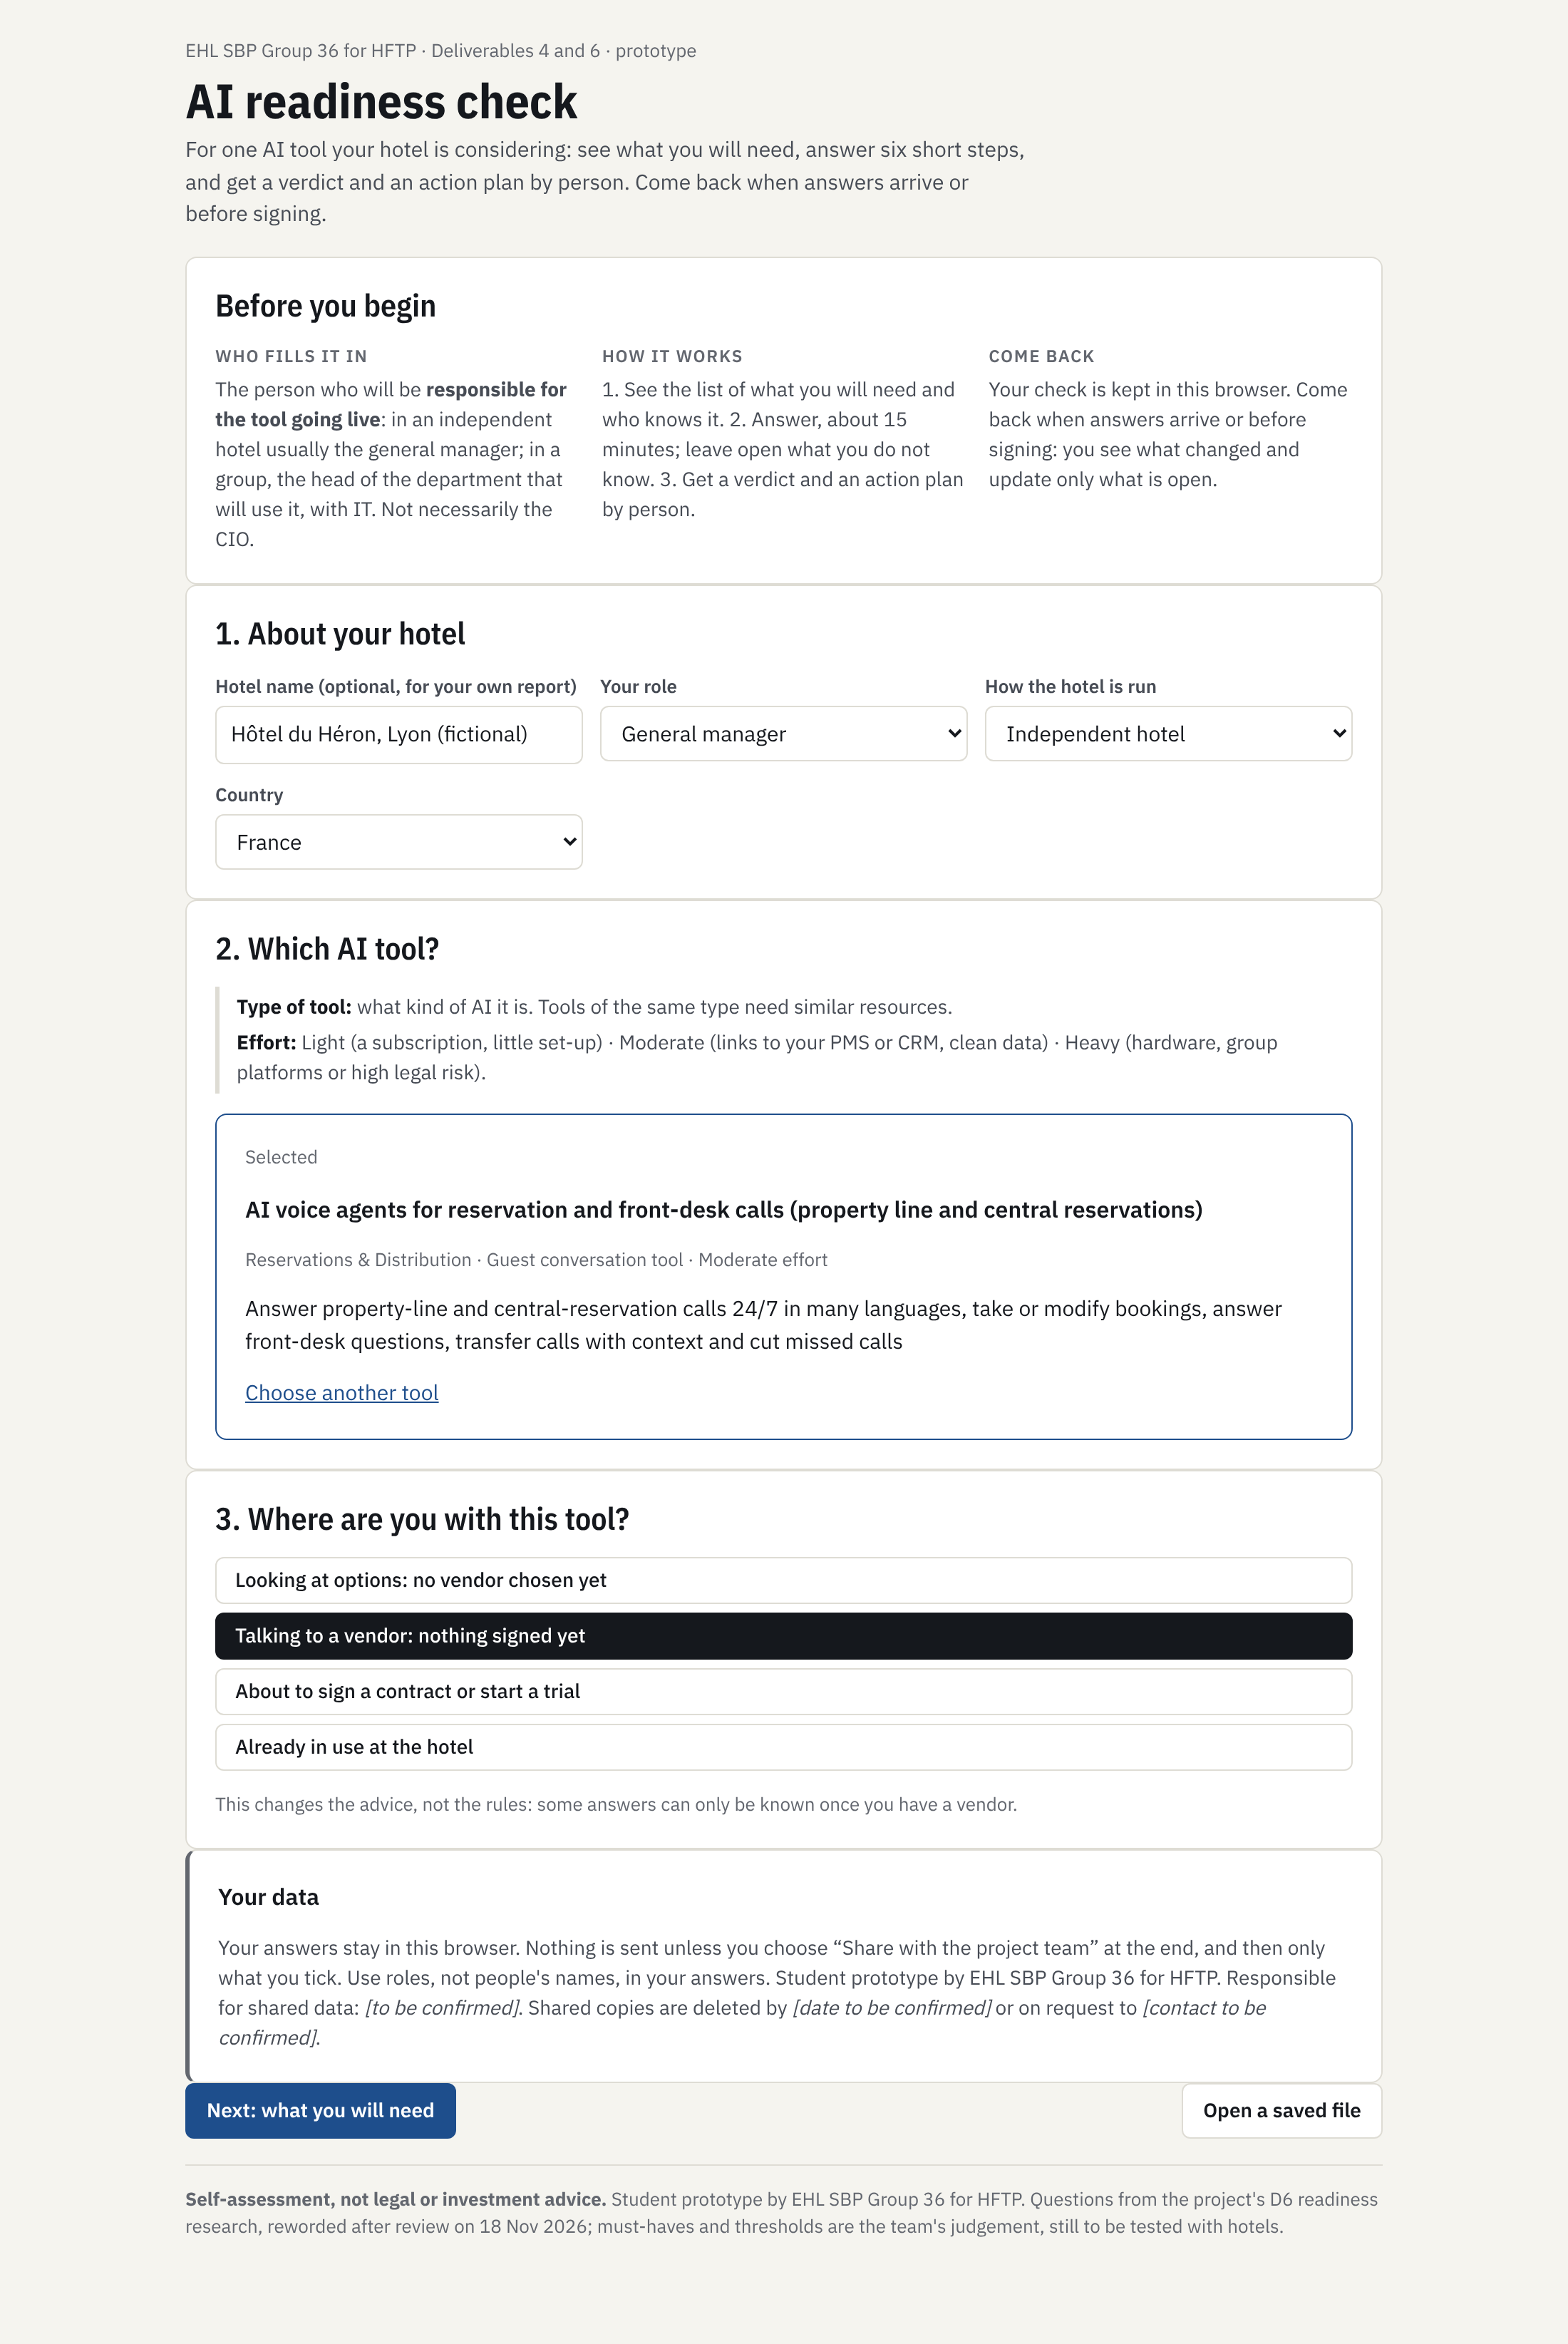 EHL SBP Group 36 for HFTP · Deliverables 4 and 6 · prototype
AI readiness check
For one AI tool your hotel is considering: see what you will need, answer six short steps,
and get a verdict and an action plan by person. Come back when answers arrive or
before signing.
Before you begin
WHO FILLS IT IN
The person who will be responsible for
the tool going live: in an independent
hotel usually the general manager; in a
group, the head of the department that
will use it, with IT. Not necessarily the
CIO.
HOW IT WORKS
1. See the list of what you will need and
who knows it. 2. Answer, about 15
minutes; leave open what you do not
know. 3. Get a verdict and an action plan
by person.
COME BACK
Your check is kept in this browser. Come
back when answers arrive or before
signing: you see what changed and
update only what is open.
1. About your hotel
Hotel name (optional, for your own report)
Hôtel du Héron, Lyon (fictional)
Your role
General manager
How the hotel is run
Independent hotel
Country
France
2. Which AI tool?
Type of tool: what kind of AI it is. Tools of the same type need similar resources.
Effort: Light (a subscription, little set-up) · Moderate (links to your PMS or CRM, clean data) · Heavy (hardware, group
platforms or high legal risk).
Selected
AI voice agents for reservation and front-desk calls (property line and central reservations)
Reservations & Distribution · Guest conversation tool · Moderate effort
Answer property-line and central-reservation calls 24/7 in many languages, take or modify bookings, answer
front-desk questions, transfer calls with context and cut missed calls
Choose another tool
3. Where are you with this tool?
Looking at options: no vendor chosen yet
Talking to a vendor: nothing signed yet
About to sign a contract or start a trial
Already in use at the hotel
This changes the advice, not the rules: some answers can only be known once you have a vendor.
Your data
Your answers stay in this browser. Nothing is sent unless you choose “Share with the project team” at the end, and then only
what you tick. Use roles, not people's names, in your answers. Student prototype by EHL SBP Group 36 for HFTP. Responsible
for shared data: [to be confirmed]. Shared copies are deleted by [date to be confirmed] or on request to [contact to be
confirmed].
Next: what you will need
Open a saved file
Self-assessment, not legal or investment advice. Student prototype by EHL SBP Group 36 for HFTP. Questions from the project's D6 readiness
research, reworded after review on 18 Nov 2026; must-haves and thresholds are the team's judgement, still to be tested with hotels.